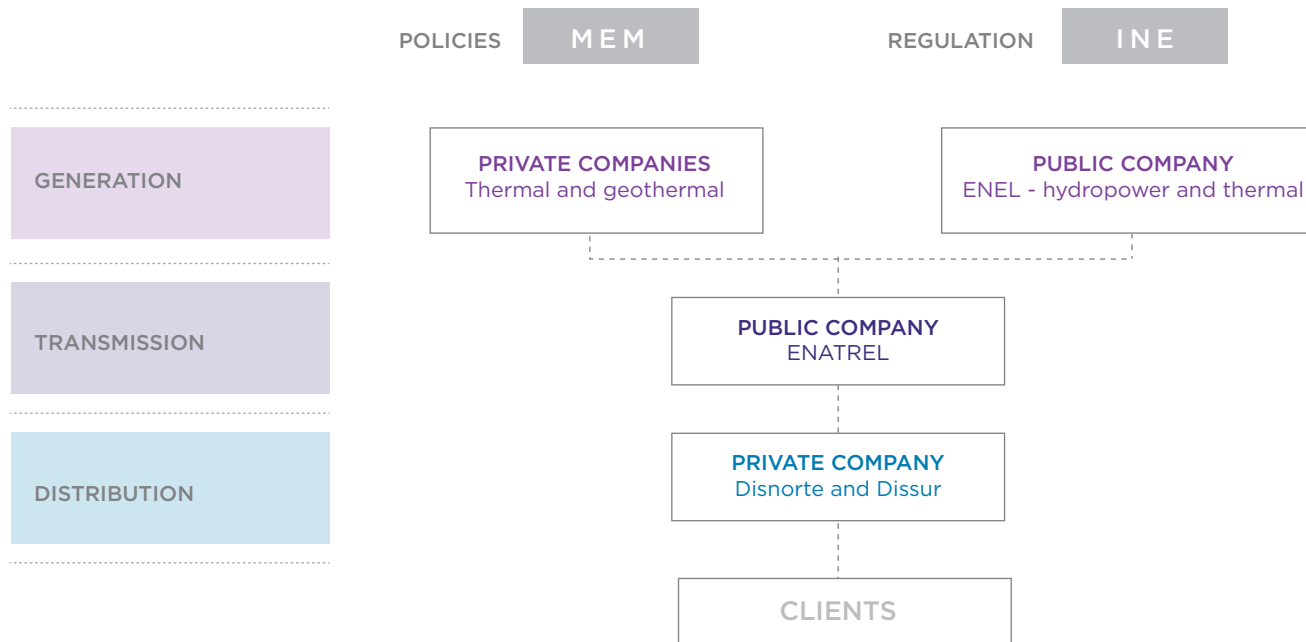 POLICIES MEM REGULATION INE
GENERATION
PRIVATE COMPANIES
Thermal and geothermal
PUBLIC COMPANY
ENEL - hydropower and thermal
TRANSMISSION
PUBLIC COMPANY
ENATREL
DISTRIBUTION
PRIVATE COMPANY
Disnorte and Dissur
CLIENTS